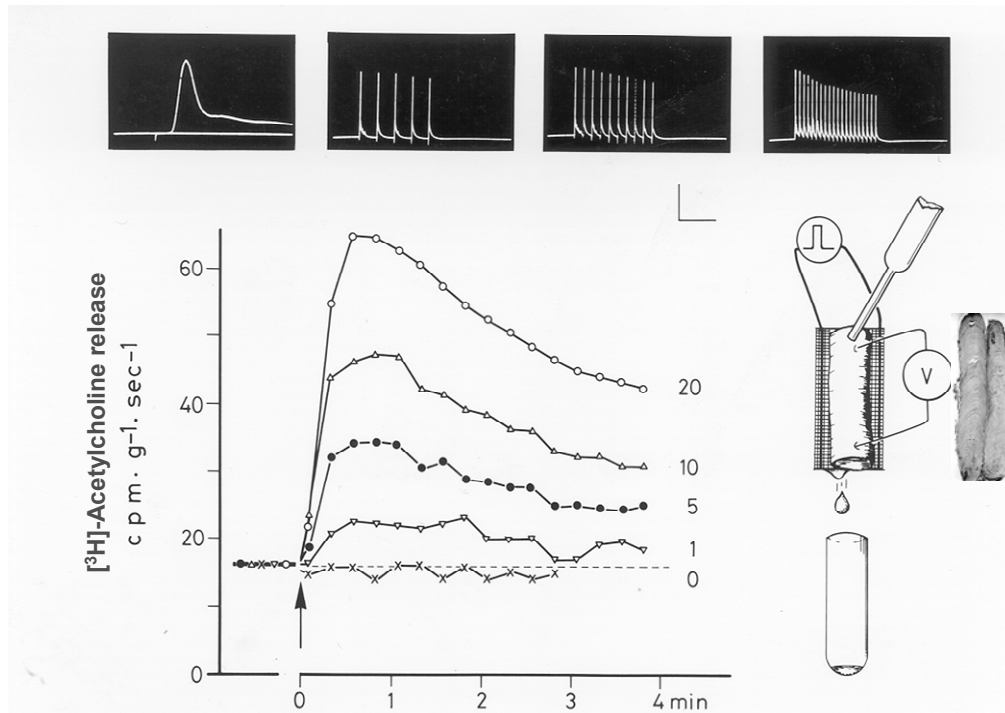 [³H]-Acetylcholine release
c p m . g⁻¹. sec⁻¹
60
40
20
0
20
10
5
1
0
V
0 1 2 3 4 min